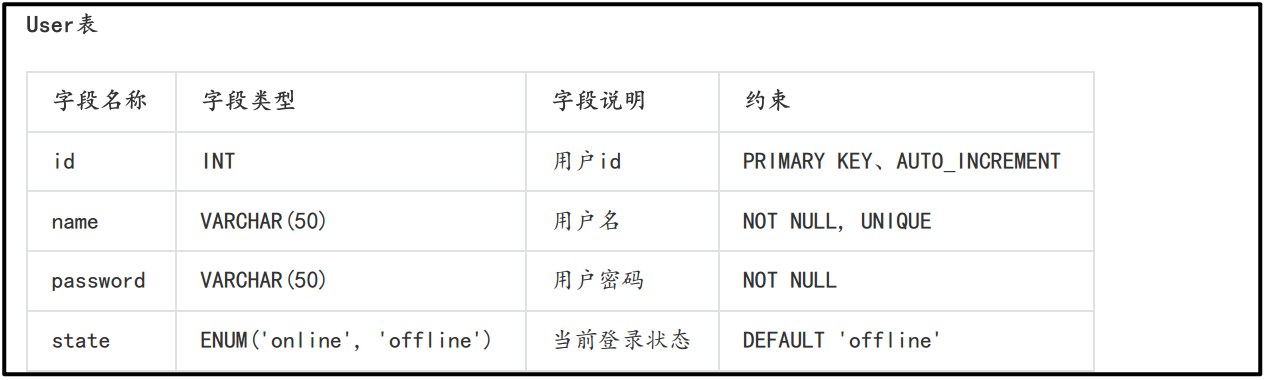 User表
字段名称 字段类型 字段说明 约束
id INT 用户id PRIMARY KEY、AUTO_INCREMENT
name VARCHAR(50) 用户名 NOT NULL, UNIQUE
password VARCHAR(50) 用户密码 NOT NULL
state ENUM('online', 'offline') 当前登录状态 DEFAULT 'offline'